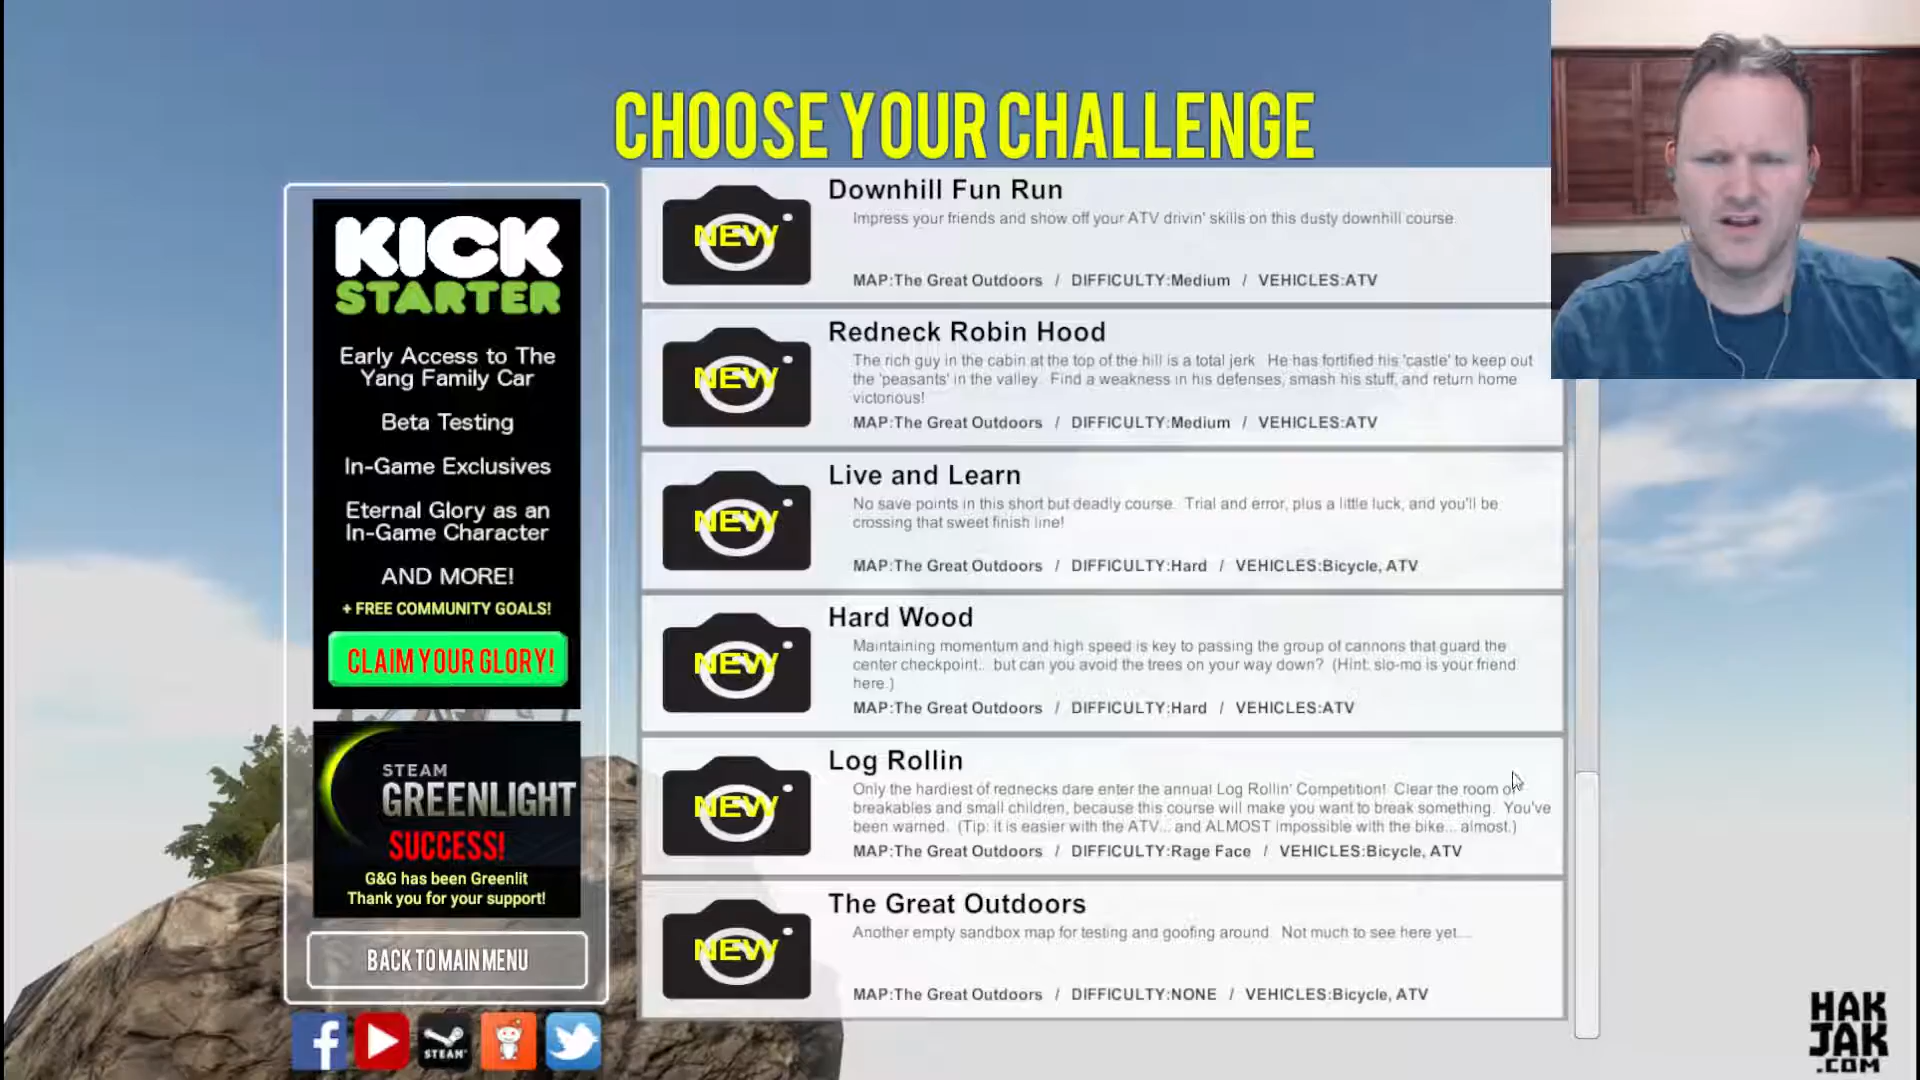 CHOOSE YOUR CHALLENGE
KICK
STARTER
Early Access to The
Yang Family Car
Beta Testing
In-Game Exclusives
Eternal Glory as an
In-Game Character
AND MORE!
+ FREE COMMUNITY GOALS!
CLAIM YOUR GLORY!
STEAM
GREENLIGHT
SUCCESS!
G&G has been Greenlit
Thank you for your support!
BACK TO MAIN MENU
STEAM
NEW
Downhill Fun Run
Impress your friends and show off your ATV drivin' skills on this dusty downhill course.
MAP:The Great Outdoors / DIFFICULTY:Medium / VEHICLES:ATV
NEW
Redneck Robin Hood
The rich guy in the cabin at the top of the hill is a total jerk. He has fortified his 'castle' to keep out
the 'peasants' in the valley. Find a weakness in his defenses, smash his stuff, and return home
victorious!
MAP:The Great Outdoors / DIFFICULTY:Medium / VEHICLES:ATV
NEW
Live and Learn
No save points in this short but deadly course. Trial and error, plus a little luck, and you'll be
crossing that sweet finish line!
MAP:The Great Outdoors / DIFFICULTY:Hard / VEHICLES:Bicycle, ATV
NEW
Hard Wood
Maintaining momentum and high speed is key to passing the group of cannons that guard the
center checkpoint.. but can you avoid the trees on your way down? (Hint: slo-mo is your friend
here.)
MAP:The Great Outdoors / DIFFICULTY:Hard / VEHICLES:ATV
NEW
Log Rollin
Only the hardiest of rednecks dare enter the annual Log Rollin' Competition! Clear the room of
breakables and small children, because this course will make you want to break something. You've
been warned. (Tip: it is easier with the ATV... and ALMOST impossible with the bike... almost.)
MAP:The Great Outdoors / DIFFICULTY:Rage Face / VEHICLES:Bicycle, ATV
NEW
The Great Outdoors
Another empty sandbox map for testing and goofing around. Not much to see here yet....
MAP:The Great Outdoors / DIFFICULTY:NONE / VEHICLES:Bicycle, ATV
HAK
JAK
.COM